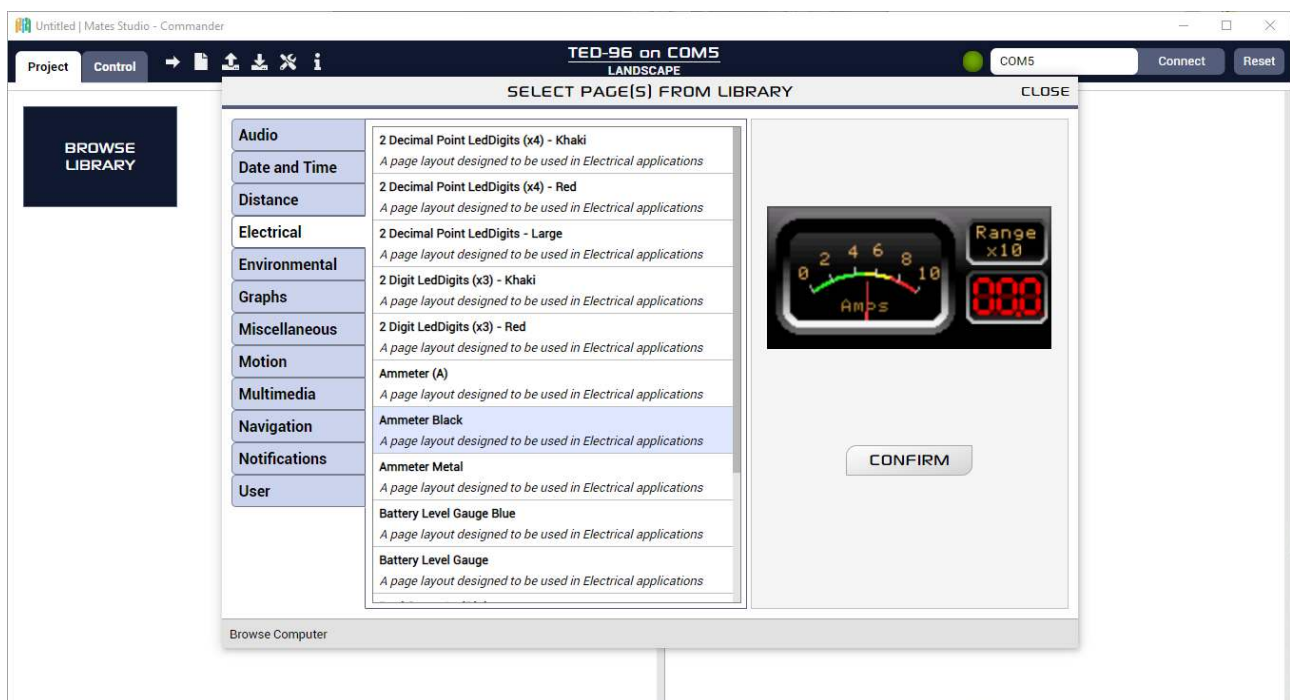 Untitled | Mates Studio - Commander
Project
Control
TED-96 on COM5
LANDSCAPE
COM5
Connect
Reset
SELECT PAGE(S) FROM LIBRARY
CLOSE
BROWSE
LIBRARY
Audio
Date and Time
Distance
Electrical
Environmental
Graphs
Miscellaneous
Motion
Multimedia
Navigation
Notifications
User
2 Decimal Point LedDigits (x4) - Khaki
A page layout designed to be used in Electrical applications
2 Decimal Point LedDigits (x4) - Red
A page layout designed to be used in Electrical applications
2 Decimal Point LedDigits - Large
A page layout designed to be used in Electrical applications
2 Digit LedDigits (x3) - Khaki
A page layout designed to be used in Electrical applications
2 Digit LedDigits (x3) - Red
A page layout designed to be used in Electrical applications
Ammeter (A)
A page layout designed to be used in Electrical applications
Ammeter Black
A page layout designed to be used in Electrical applications
Ammeter Metal
A page layout designed to be used in Electrical applications
Battery Level Gauge Blue
A page layout designed to be used in Electrical applications
Battery Level Gauge
A page layout designed to be used in Electrical applications
0 2 4 6 8 10
Amps
Range
x10
00.0
CONFIRM
Browse Computer